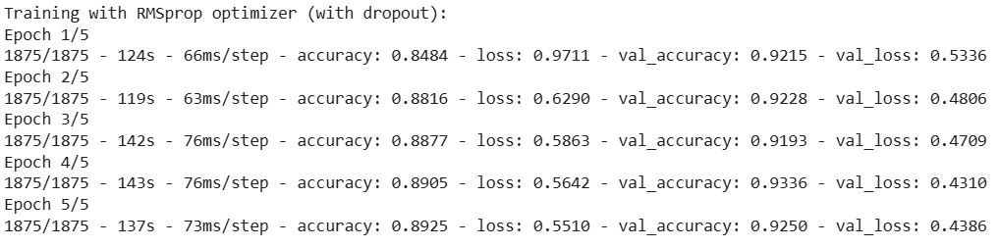 Training with RMSprop optimizer (with dropout):
Epoch 1/5
1875/1875 - 124s - 66ms/step - accuracy: 0.8484 - loss: 0.9711 - val_accuracy: 0.9215 - val_loss: 0.5336
Epoch 2/5
1875/1875 - 119s - 63ms/step - accuracy: 0.8816 - loss: 0.6290 - val_accuracy: 0.9228 - val_loss: 0.4806
Epoch 3/5
1875/1875 - 142s - 76ms/step - accuracy: 0.8877 - loss: 0.5863 - val_accuracy: 0.9193 - val_loss: 0.4709
Epoch 4/5
1875/1875 - 143s - 76ms/step - accuracy: 0.8905 - loss: 0.5642 - val_accuracy: 0.9336 - val_loss: 0.4310
Epoch 5/5
1875/1875 - 137s - 73ms/step - accuracy: 0.8925 - loss: 0.5510 - val_accuracy: 0.9250 - val_loss: 0.4386